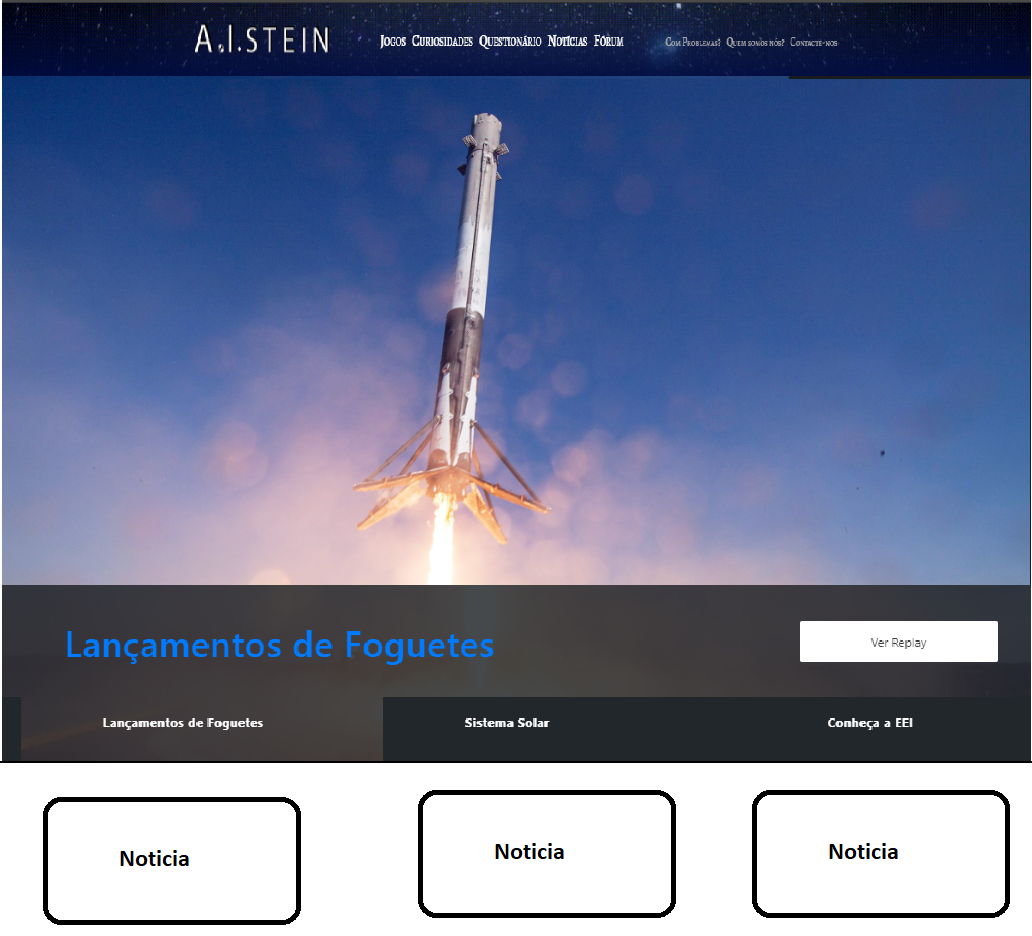 A.I.STEIN
Jogos Curiosidades Questionário Notícias Fórum
Com Problemas? Quem somos nós? Contacte-nos
Lançamentos de Foguetes
Ver Replay
Lançamentos de Foguetes
Sistema Solar
Conheça a EEI
Noticia
Noticia
Noticia